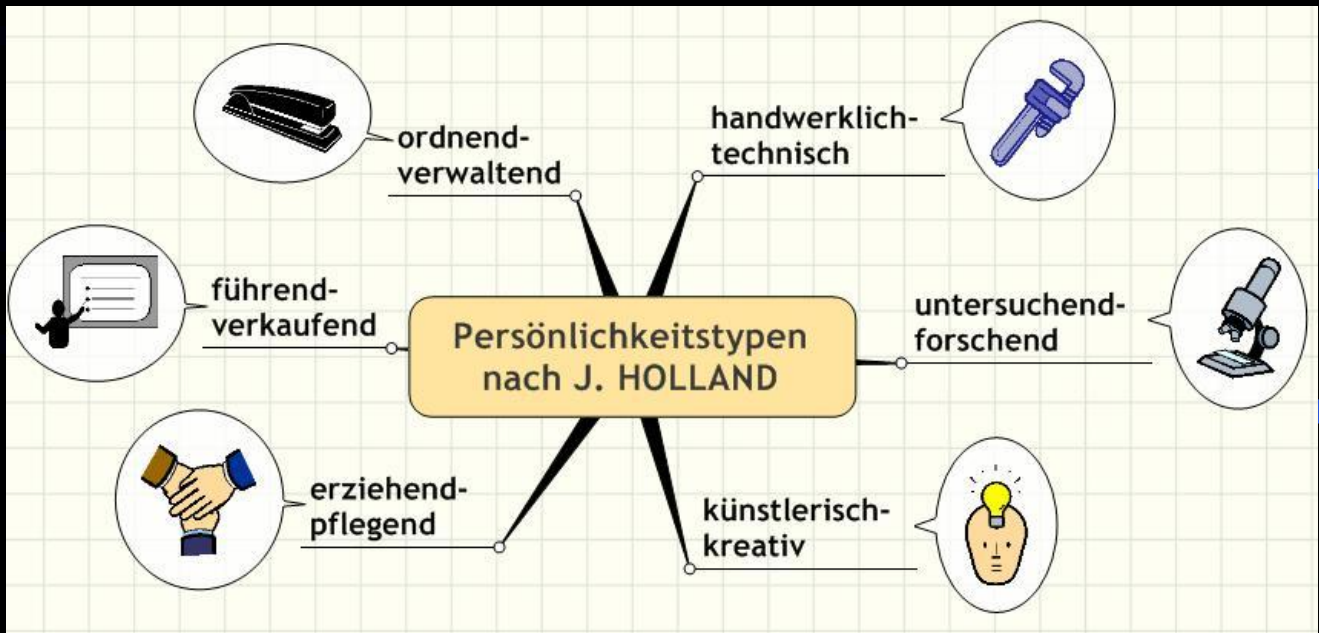 handwerklich-
technisch
ordnend-
verwaltend
führend-
verkaufend
untersuchend-
forschend
Persönlichkeitstypen
nach J. HOLLAND
erziehend-
pflegend
künstlerisch-
kreativ